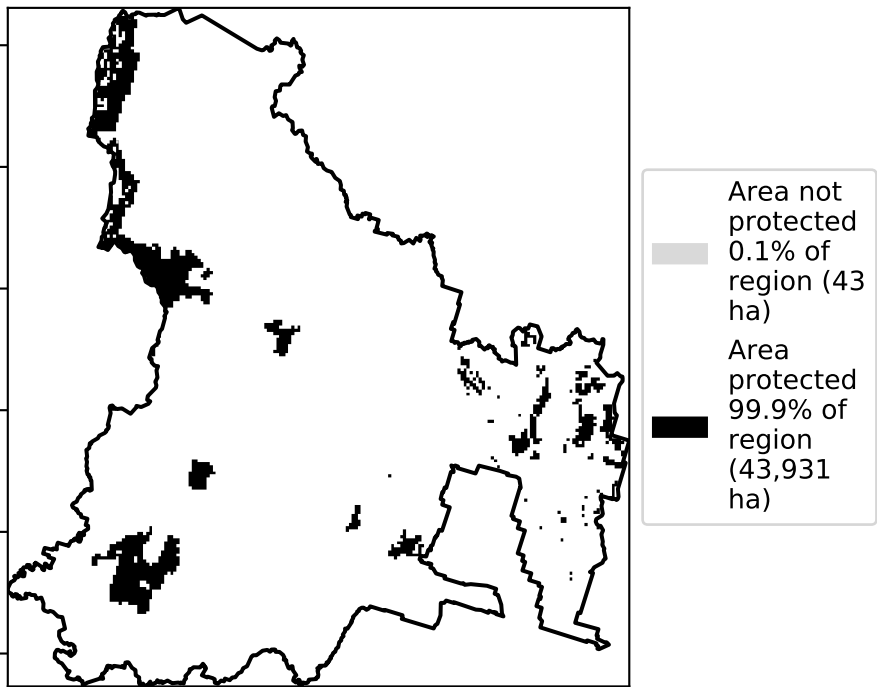 Area not
protected
0.1% of
region (43
ha)
Area
protected
99.9% of
region
(43,931
ha)